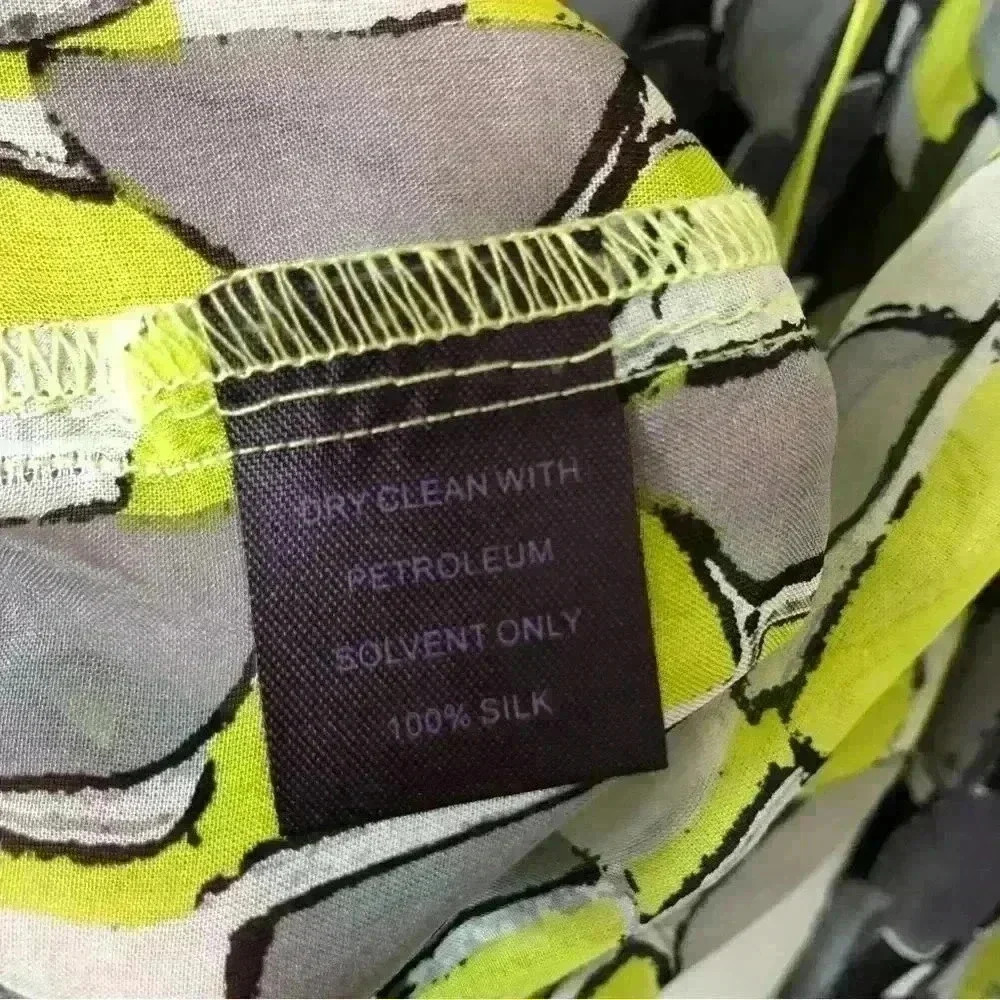 DRY CLEAN WITH
PETROLEUM
SOLVENT ONLY
100% SILK